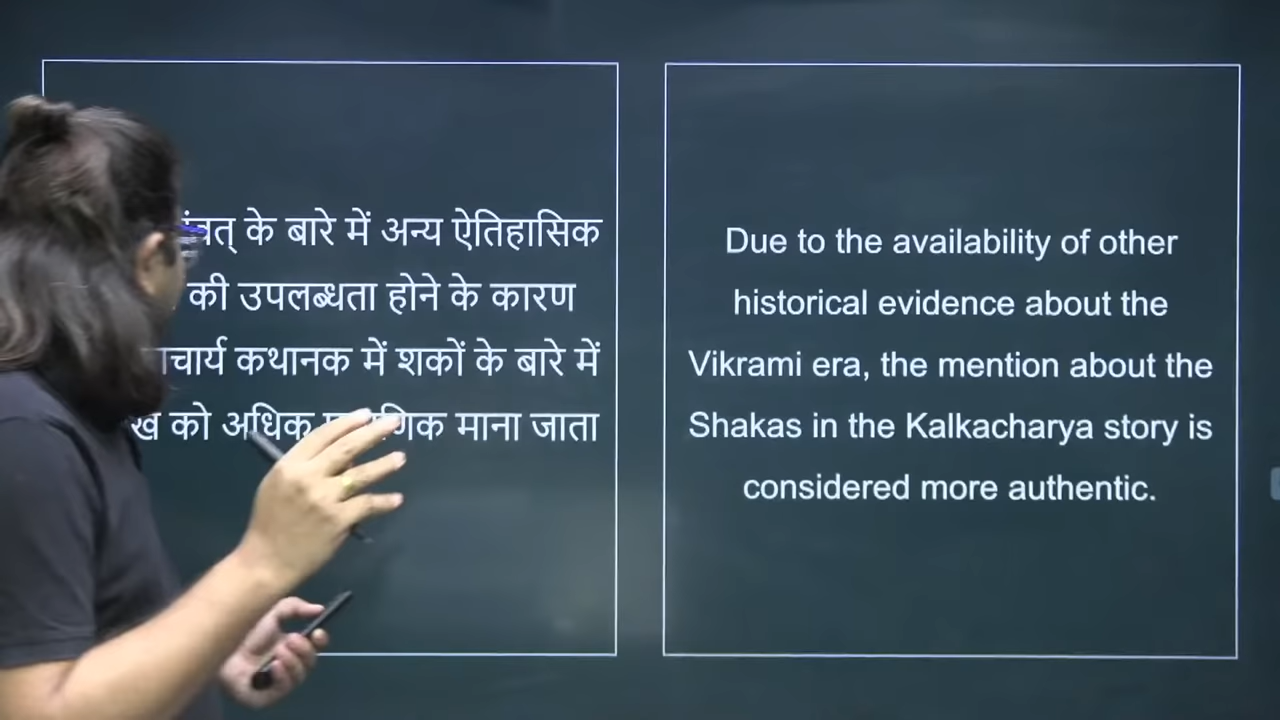 के बारे में अन्य ऐतिहासिक
की उपलब्धता होने के कारण
कथानक में शकों के बारे में
को अधिक माना जाता
Due to the availability of other
historical evidence about the
Vikrami era, the mention about the
Shakas in the Kalkacharya story is
considered more authentic.